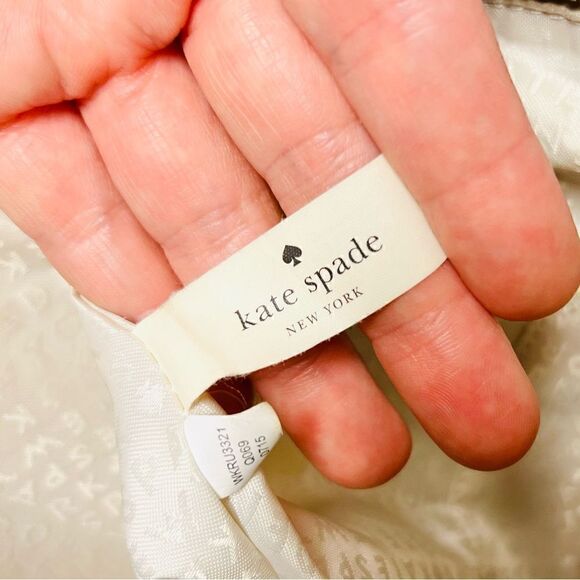 kate spade
NEW YORK
WKRU3321
0069
0715